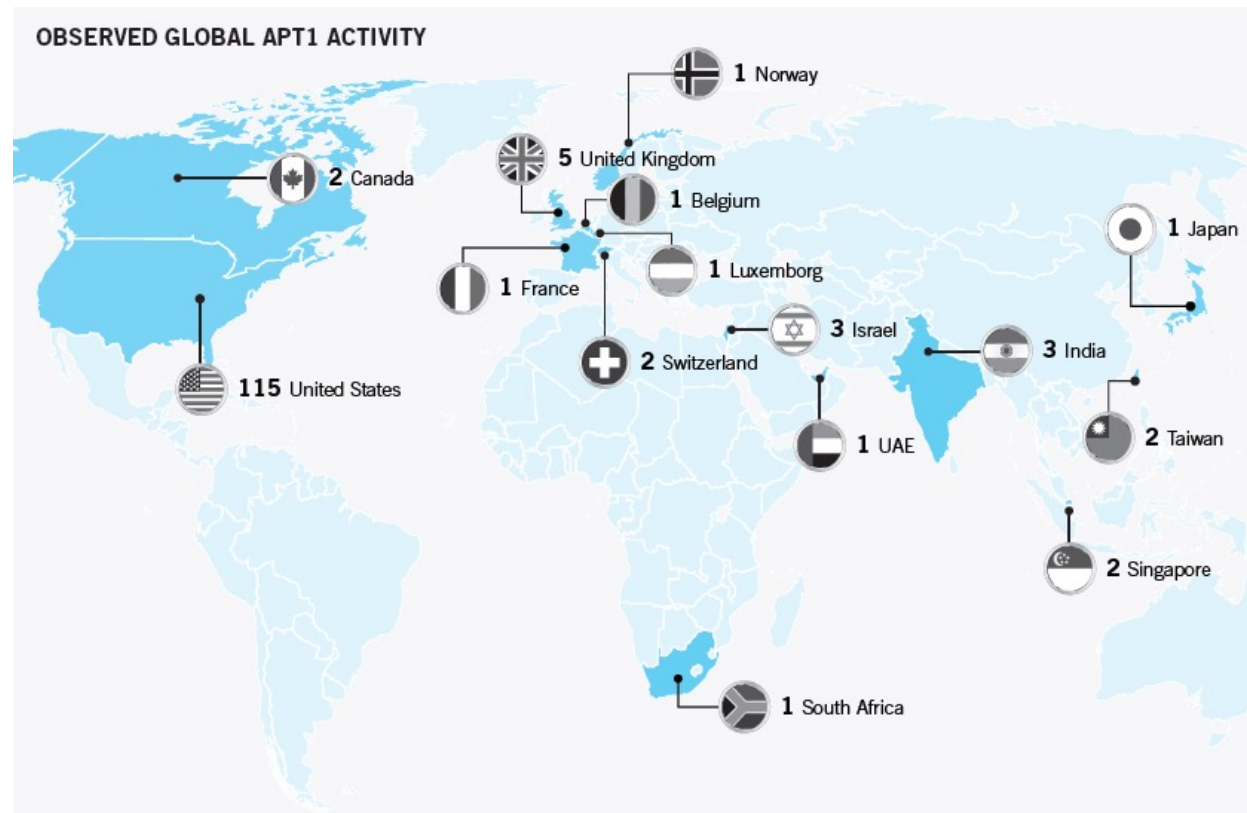 OBSERVED GLOBAL APT1 ACTIVITY
1 Norway
5 United Kingdom
2 Canada
1 Belgium
1 Japan
1 Luxemborg
1 France
3 Israel
3 India
2 Switzerland
115 United States
1 UAE
2 Taiwan
2 Singapore
1 South Africa